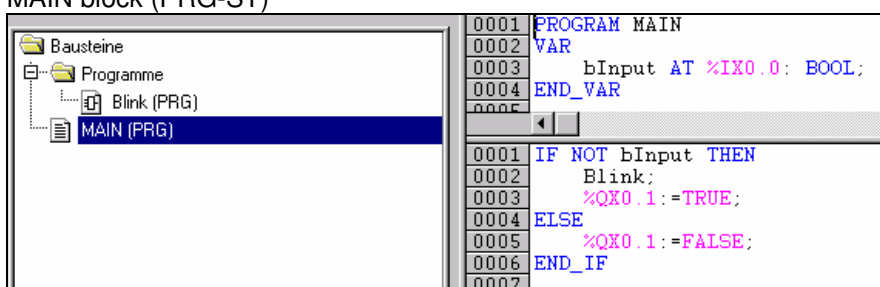 MAIN block (PRG-ST)
Bausteine
Programme
Blink (PRG)
MAIN (PRG)
0001 PROGRAM MAIN
0002 VAR
0003 bInput AT %IX0.0: BOOL;
0004 END_VAR
0005
0001 IF NOT bInput THEN
0002 Blink;
0003 %QX0.1:=TRUE;
0004 ELSE
0005 %QX0.1:=FALSE;
0006 END_IF
0007